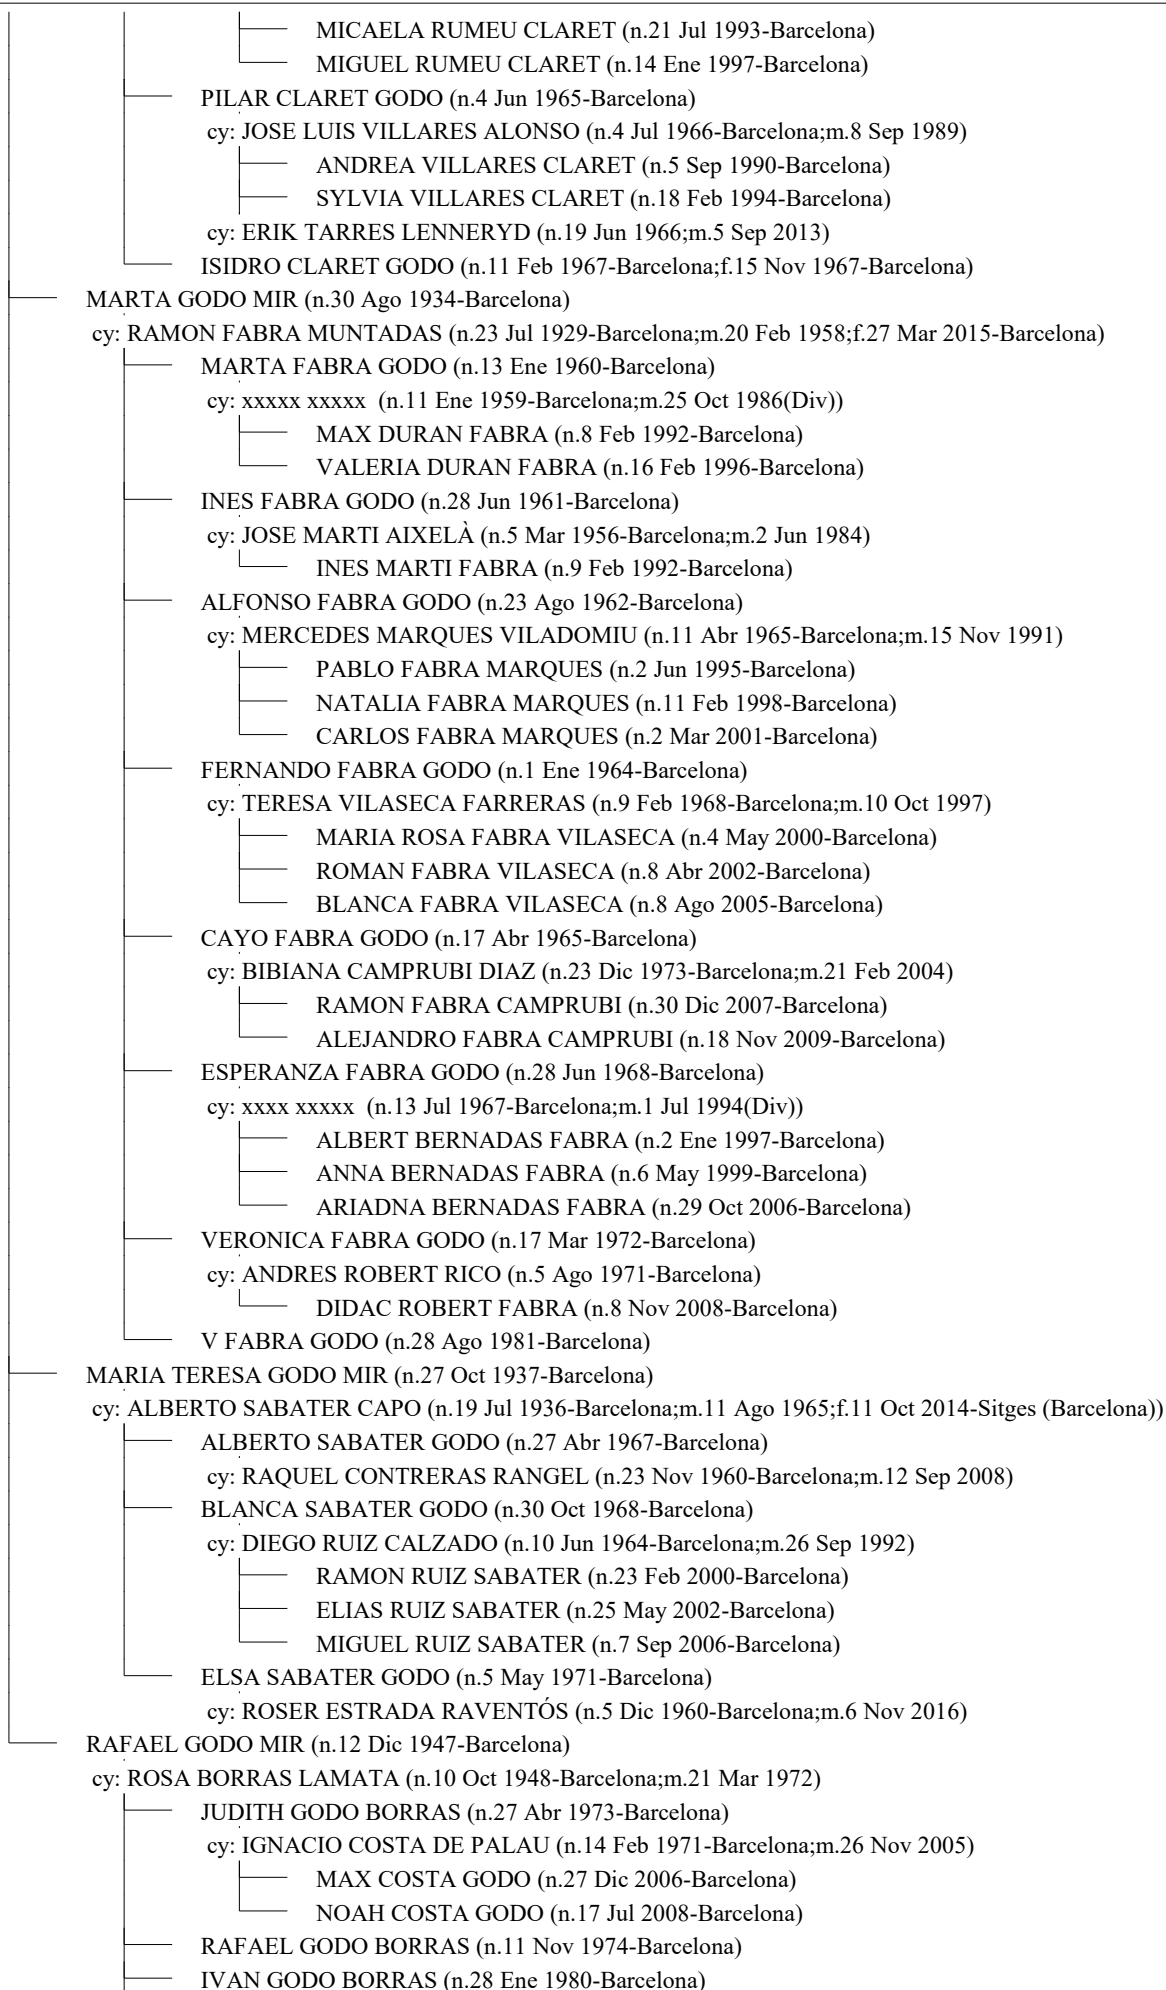 MICAELA RUMEU CLARET (n.21 Jul 1993-Barcelona)
MIGUEL RUMEU CLARET (n.14 Ene 1997-Barcelona)
PILAR CLARET GODO (n.4 Jun 1965-Barcelona)
cy: JOSE LUIS VILLARES ALONSO (n.4 Jul 1966-Barcelona;m.8 Sep 1989)
ANDREA VILLARES CLARET (n.5 Sep 1990-Barcelona)
SYLVIA VILLARES CLARET (n.18 Feb 1994-Barcelona)
cy: ERIK TARRES LENNERYD (n.19 Jun 1966;m.5 Sep 2013)
ISIDRO CLARET GODO (n.11 Feb 1967-Barcelona;f.15 Nov 1967-Barcelona)
MARTA GODO MIR (n.30 Ago 1934-Barcelona)
cy: RAMON FABRA MUNTADAS (n.23 Jul 1929-Barcelona;m.20 Feb 1958;f.27 Mar 2015-Barcelona)
MARTA FABRA GODO (n.13 Ene 1960-Barcelona)
cy: xxxxx xxxxx (n.11 Ene 1959-Barcelona;m.25 Oct 1986(Div))
MAX DURAN FABRA (n.8 Feb 1992-Barcelona)
VALERIA DURAN FABRA (n.16 Feb 1996-Barcelona)
INES FABRA GODO (n.28 Jun 1961-Barcelona)
cy: JOSE MARTI AIXELÀ (n.5 Mar 1956-Barcelona;m.2 Jun 1984)
INES MARTI FABRA (n.9 Feb 1992-Barcelona)
ALFONSO FABRA GODO (n.23 Ago 1962-Barcelona)
cy: MERCEDES MARQUES VILADOMIU (n.11 Abr 1965-Barcelona;m.15 Nov 1991)
PABLO FABRA MARQUES (n.2 Jun 1995-Barcelona)
NATALIA FABRA MARQUES (n.11 Feb 1998-Barcelona)
CARLOS FABRA MARQUES (n.2 Mar 2001-Barcelona)
FERNANDO FABRA GODO (n.1 Ene 1964-Barcelona)
cy: TERESA VILASECA FARRERAS (n.9 Feb 1968-Barcelona;m.10 Oct 1997)
MARIA ROSA FABRA VILASECA (n.4 May 2000-Barcelona)
ROMAN FABRA VILASECA (n.8 Abr 2002-Barcelona)
BLANCA FABRA VILASECA (n.8 Ago 2005-Barcelona)
CAYO FABRA GODO (n.17 Abr 1965-Barcelona)
cy: BIBIANA CAMPRUBI DIAZ (n.23 Dic 1973-Barcelona;m.21 Feb 2004)
RAMON FABRA CAMPRUBI (n.30 Dic 2007-Barcelona)
ALEJANDRO FABRA CAMPRUBI (n.18 Nov 2009-Barcelona)
ESPERANZA FABRA GODO (n.28 Jun 1968-Barcelona)
cy: xxxx xxxxx (n.13 Jul 1967-Barcelona;m.1 Jul 1994(Div))
ALBERT BERNADAS FABRA (n.2 Ene 1997-Barcelona)
ANNA BERNADAS FABRA (n.6 May 1999-Barcelona)
ARIADNA BERNADAS FABRA (n.29 Oct 2006-Barcelona)
VERONICA FABRA GODO (n.17 Mar 1972-Barcelona)
cy: ANDRES ROBERT RICO (n.5 Ago 1971-Barcelona)
DIDAC ROBERT FABRA (n.8 Nov 2008-Barcelona)
V FABRA GODO (n.28 Ago 1981-Barcelona)
MARIA TERESA GODO MIR (n.27 Oct 1937-Barcelona)
cy: ALBERTO SABATER CAPO (n.19 Jul 1936-Barcelona;m.11 Ago 1965;f.11 Oct 2014-Sitges (Barcelona))
ALBERTO SABATER GODO (n.27 Abr 1967-Barcelona)
cy: RAQUEL CONTRERAS RANGEL (n.23 Nov 1960-Barcelona;m.12 Sep 2008)
BLANCA SABATER GODO (n.30 Oct 1968-Barcelona)
cy: DIEGO RUIZ CALZADO (n.10 Jun 1964-Barcelona;m.26 Sep 1992)
RAMON RUIZ SABATER (n.23 Feb 2000-Barcelona)
ELIAS RUIZ SABATER (n.25 May 2002-Barcelona)
MIGUEL RUIZ SABATER (n.7 Sep 2006-Barcelona)
ELSA SABATER GODO (n.5 May 1971-Barcelona)
cy: ROSER ESTRADA RAVENTÓS (n.5 Dic 1960-Barcelona;m.6 Nov 2016)
RAFAEL GODO MIR (n.12 Dic 1947-Barcelona)
cy: ROSA BORRAS LAMATA (n.10 Oct 1948-Barcelona;m.21 Mar 1972)
JUDITH GODO BORRAS (n.27 Abr 1973-Barcelona)
cy: IGNACIO COSTA DE PALAU (n.14 Feb 1971-Barcelona;m.26 Nov 2005)
MAX COSTA GODO (n.27 Dic 2006-Barcelona)
NOAH COSTA GODO (n.17 Jul 2008-Barcelona)
RAFAEL GODO BORRAS (n.11 Nov 1974-Barcelona)
IVAN GODO BORRAS (n.28 Ene 1980-Barcelona)